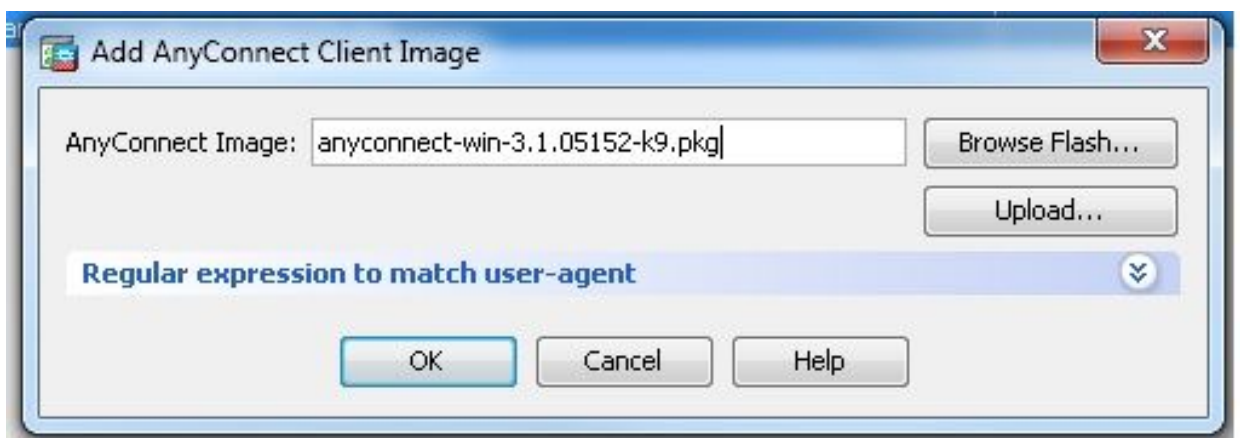 Add AnyConnect Client Image
AnyConnect Image: anyconnect-win-3.1.05152-k9.pkg Browse Flash...
Upload...
Regular expression to match user-agent
OK Cancel Help